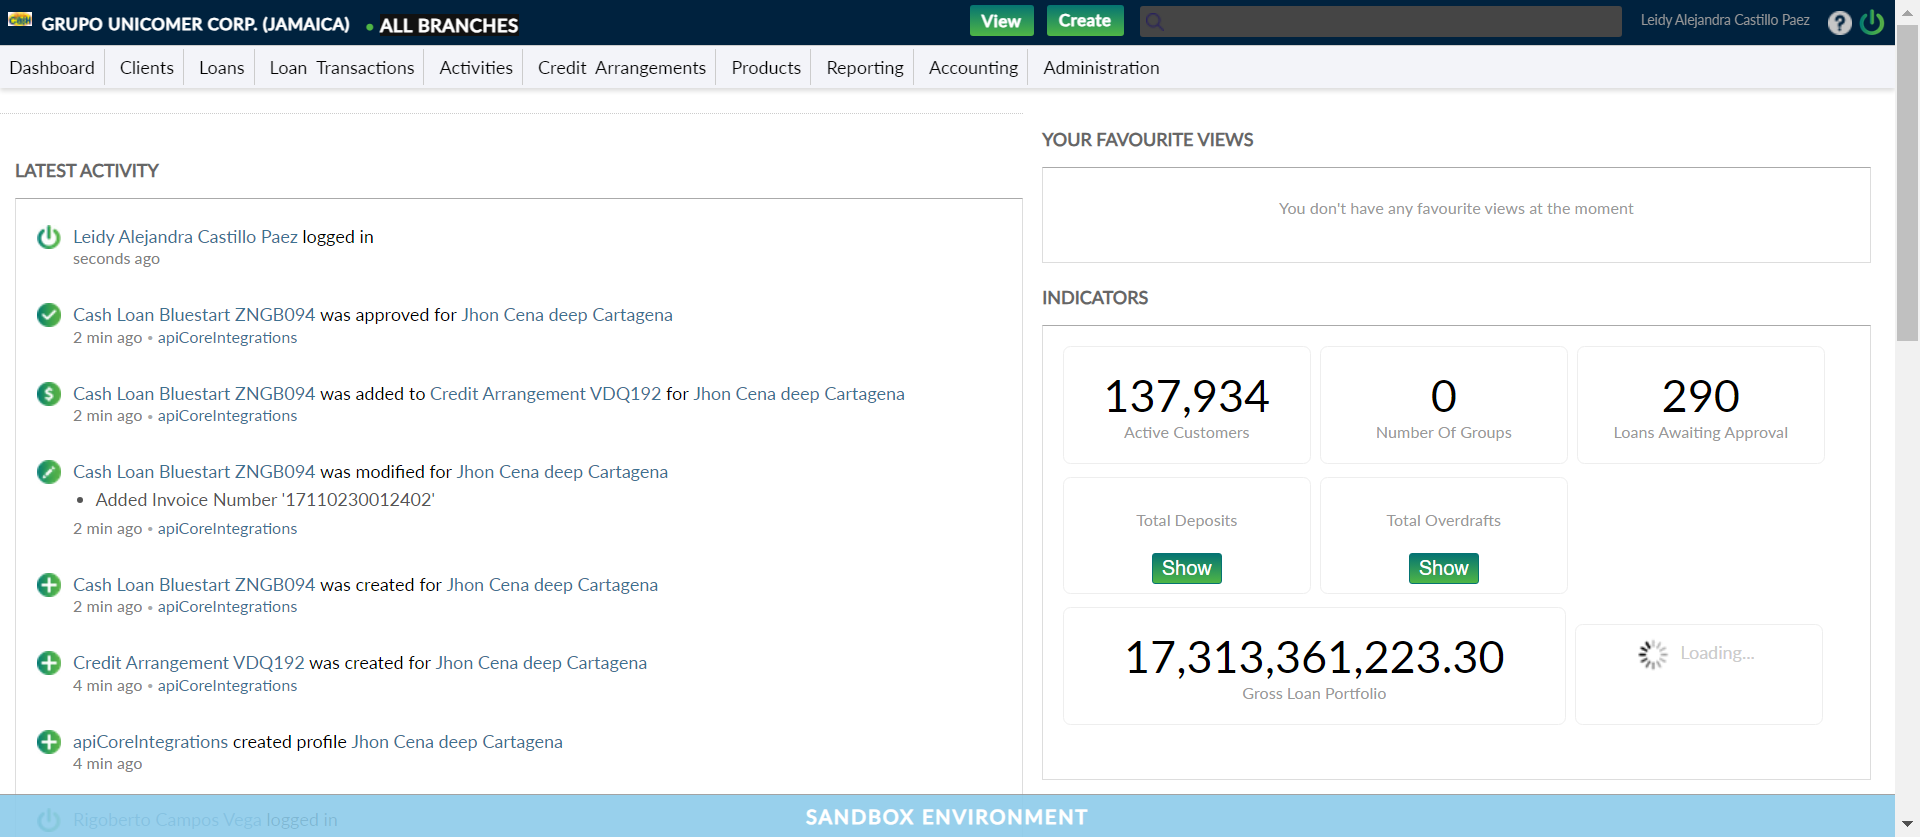 GRUPO UNICOMER CORP. (JAMAICA) • ALL BRANCHES
View
Create
Leidy Alejandra Castillo Paez
?
Dashboard
Clients
Loans
Loan Transactions
Activities
Credit Arrangements
Products
Reporting
Accounting
Administration
LATEST ACTIVITY
Leidy Alejandra Castillo Paez logged in
seconds ago
Cash Loan Bluestart ZNGB094 was approved for Jhon Cena deep Cartagena
2 min ago • apiCoreIntegrations
Cash Loan Bluestart ZNGB094 was added to Credit Arrangement VDQ192 for Jhon Cena deep Cartagena
2 min ago • apiCoreIntegrations
Cash Loan Bluestart ZNGB094 was modified for Jhon Cena deep Cartagena
• Added Invoice Number '17110230012402'
2 min ago • apiCoreIntegrations
Cash Loan Bluestart ZNGB094 was created for Jhon Cena deep Cartagena
2 min ago • apiCoreIntegrations
Credit Arrangement VDQ192 was created for Jhon Cena deep Cartagena
4 min ago • apiCoreIntegrations
apiCoreIntegrations created profile Jhon Cena deep Cartagena
4 min ago
Rigoberto Campos Vega logged in
YOUR FAVOURITE VIEWS
You don't have any favourite views at the moment
INDICATORS
137,934
Active Customers
0
Number Of Groups
290
Loans Awaiting Approval
Total Deposits
Show
Total Overdrafts
Show
17,313,361,223.30
Gross Loan Portfolio
Loading...
SANDBOX ENVIRONMENT